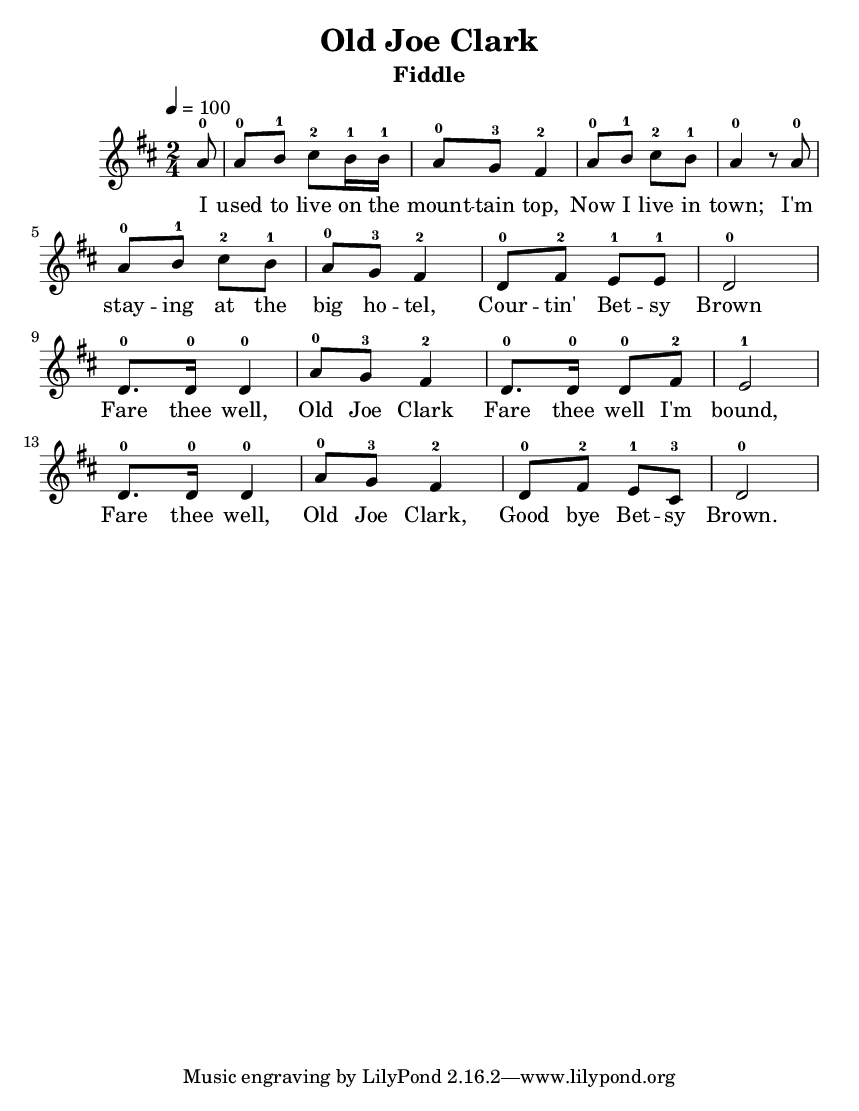 Old Joe Clark
Fiddle
= 100
0 0 1 2 1 1 0 3 2 0 1 2 1 0 0
2
4
I used to live on the mount -- tain top, Now I live in town; I'm
5
0 1 2 1 0 3 2 0 2 1 1 0
stay -- ing at the big ho -- tel, Cour -- tin' Bet -- sy Brown
9
0 0 0 0 3 2 0 0 0 2 1
Fare thee well, Old Joe Clark Fare thee well I'm bound,
13
0 0 0 0 3 2 0 2 1 3 0
Fare thee well, Old Joe Clark, Good bye Bet -- sy Brown.
Music engraving by LilyPond 2.16.2—www.lilypond.org